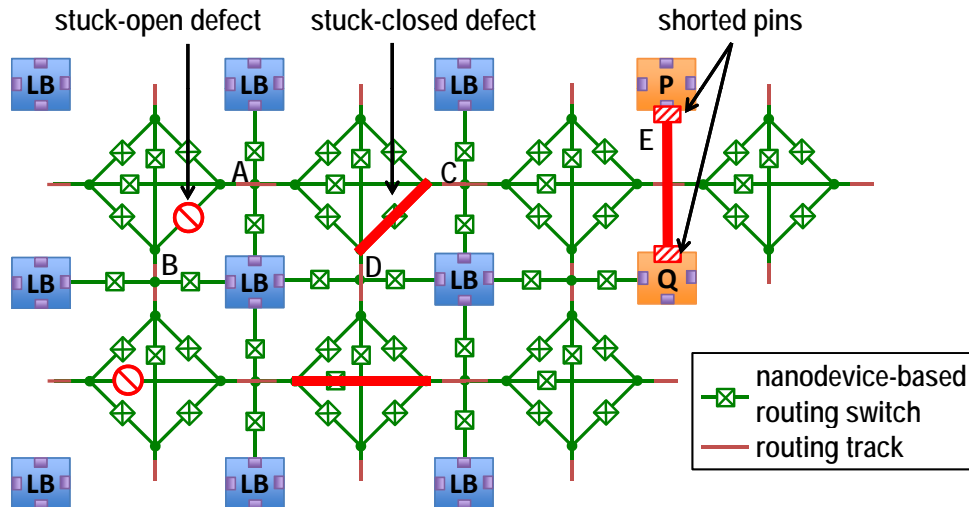 stuck-open defect
stuck-closed defect
shorted pins
LB
LB
LB
P
E
A
C
B
D
LB
LB
LB
Q
nanodevice-based
routing switch
routing track
LB
LB
LB